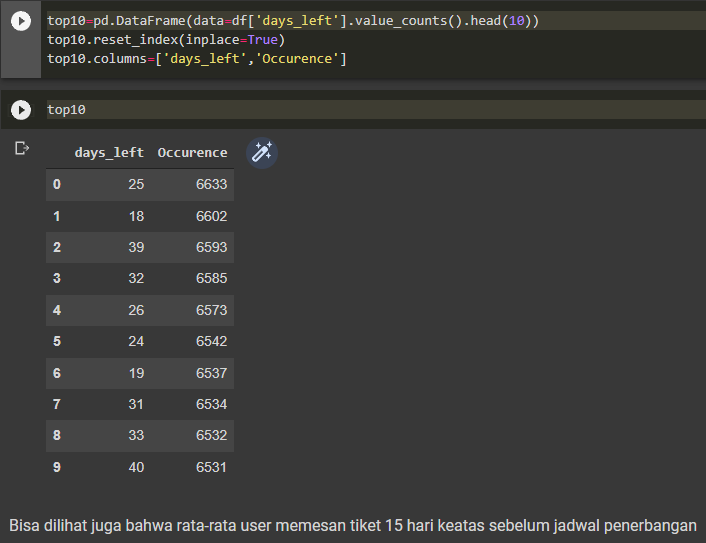 top10=pd.DataFrame(data=df['days_left'].value_counts().head(10))
top10.reset_index(inplace=True)
top10.columns=['days_left','Occurence']
top10
days_left Occurence
0 25 6633
1 18 6602
2 39 6593
3 32 6585
4 26 6573
5 24 6542
6 19 6537
7 31 6534
8 33 6532
9 40 6531
Bisa dilihat juga bahwa rata-rata user memesan tiket 15 hari keatas sebelum jadwal penerbangan